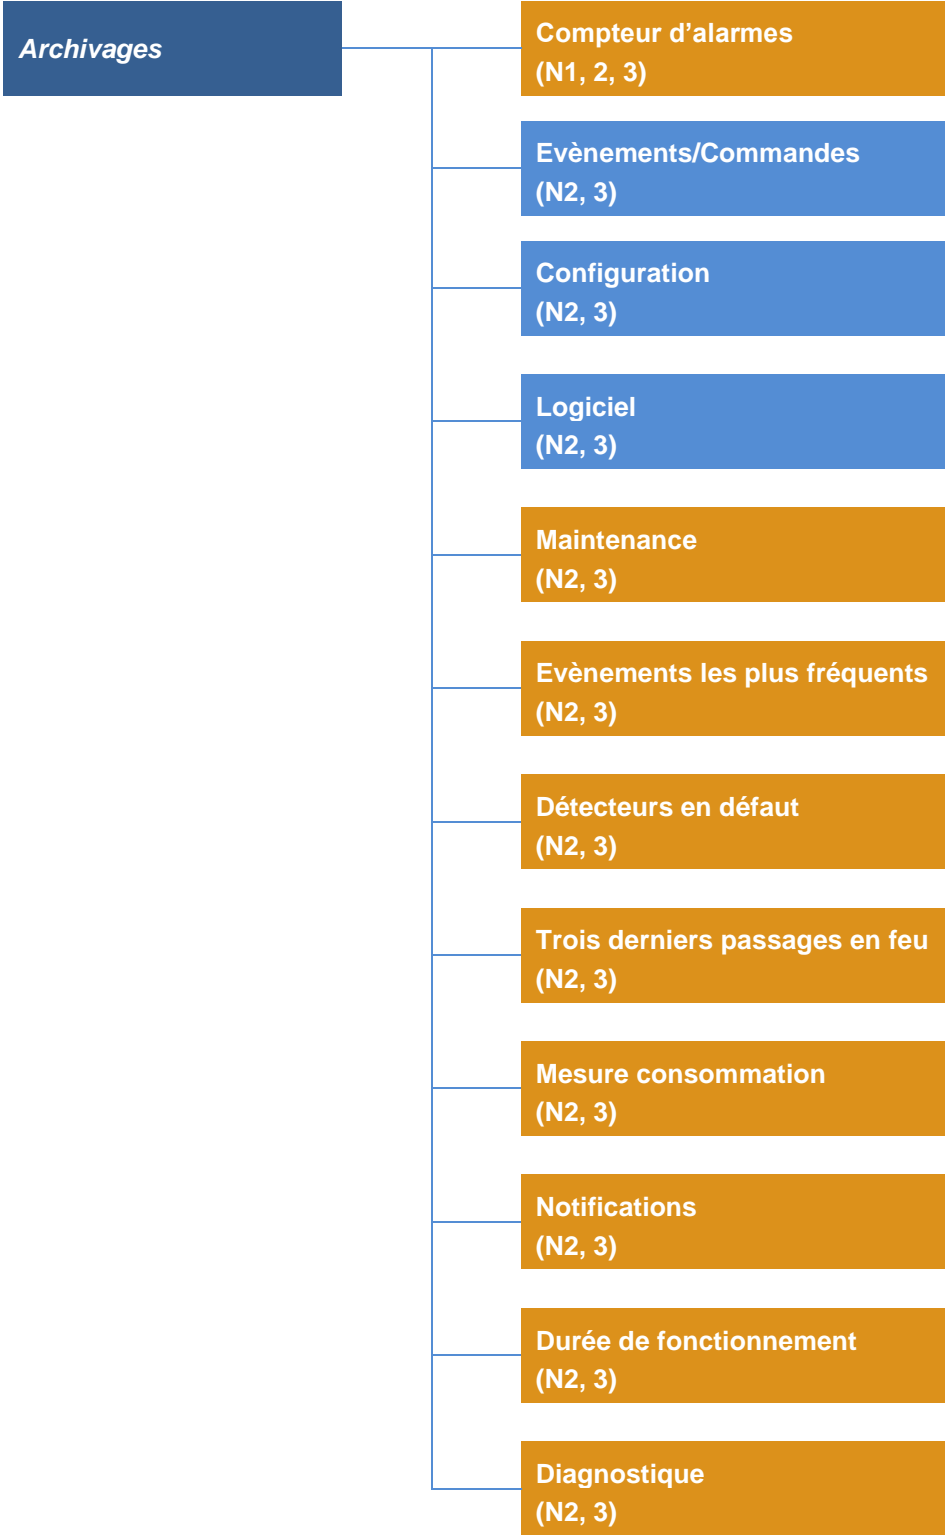 Archivages
Compteur d’alarmes
(N1, 2, 3)
Evènements/Commandes
(N2, 3)
Configuration
(N2, 3)
Logiciel
(N2, 3)
Maintenance
(N2, 3)
Evènements les plus fréquents
(N2, 3)
Détecteurs en défaut
(N2, 3)
Trois derniers passages en feu
(N2, 3)
Mesure consommation
(N2, 3)
Notifications
(N2, 3)
Durée de fonctionnement
(N2, 3)
Diagnostique
(N2, 3)